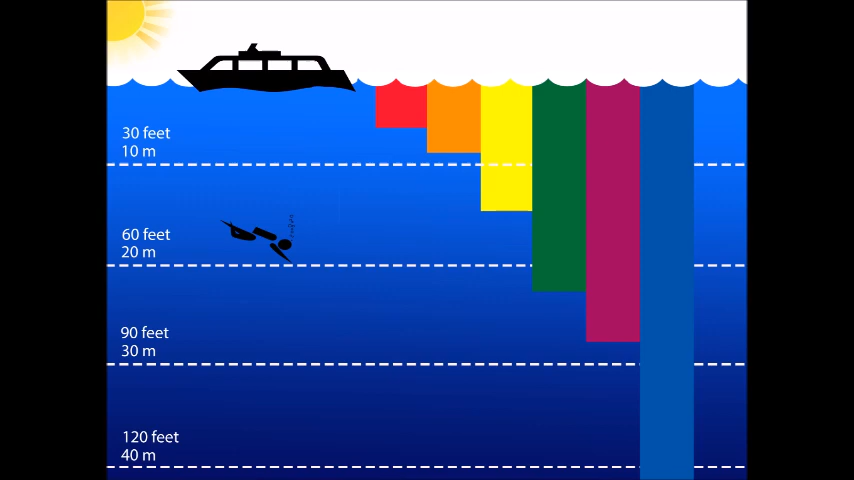 30 feet
10 m
60 feet
20 m
90 feet
30 m
120 feet
40 m